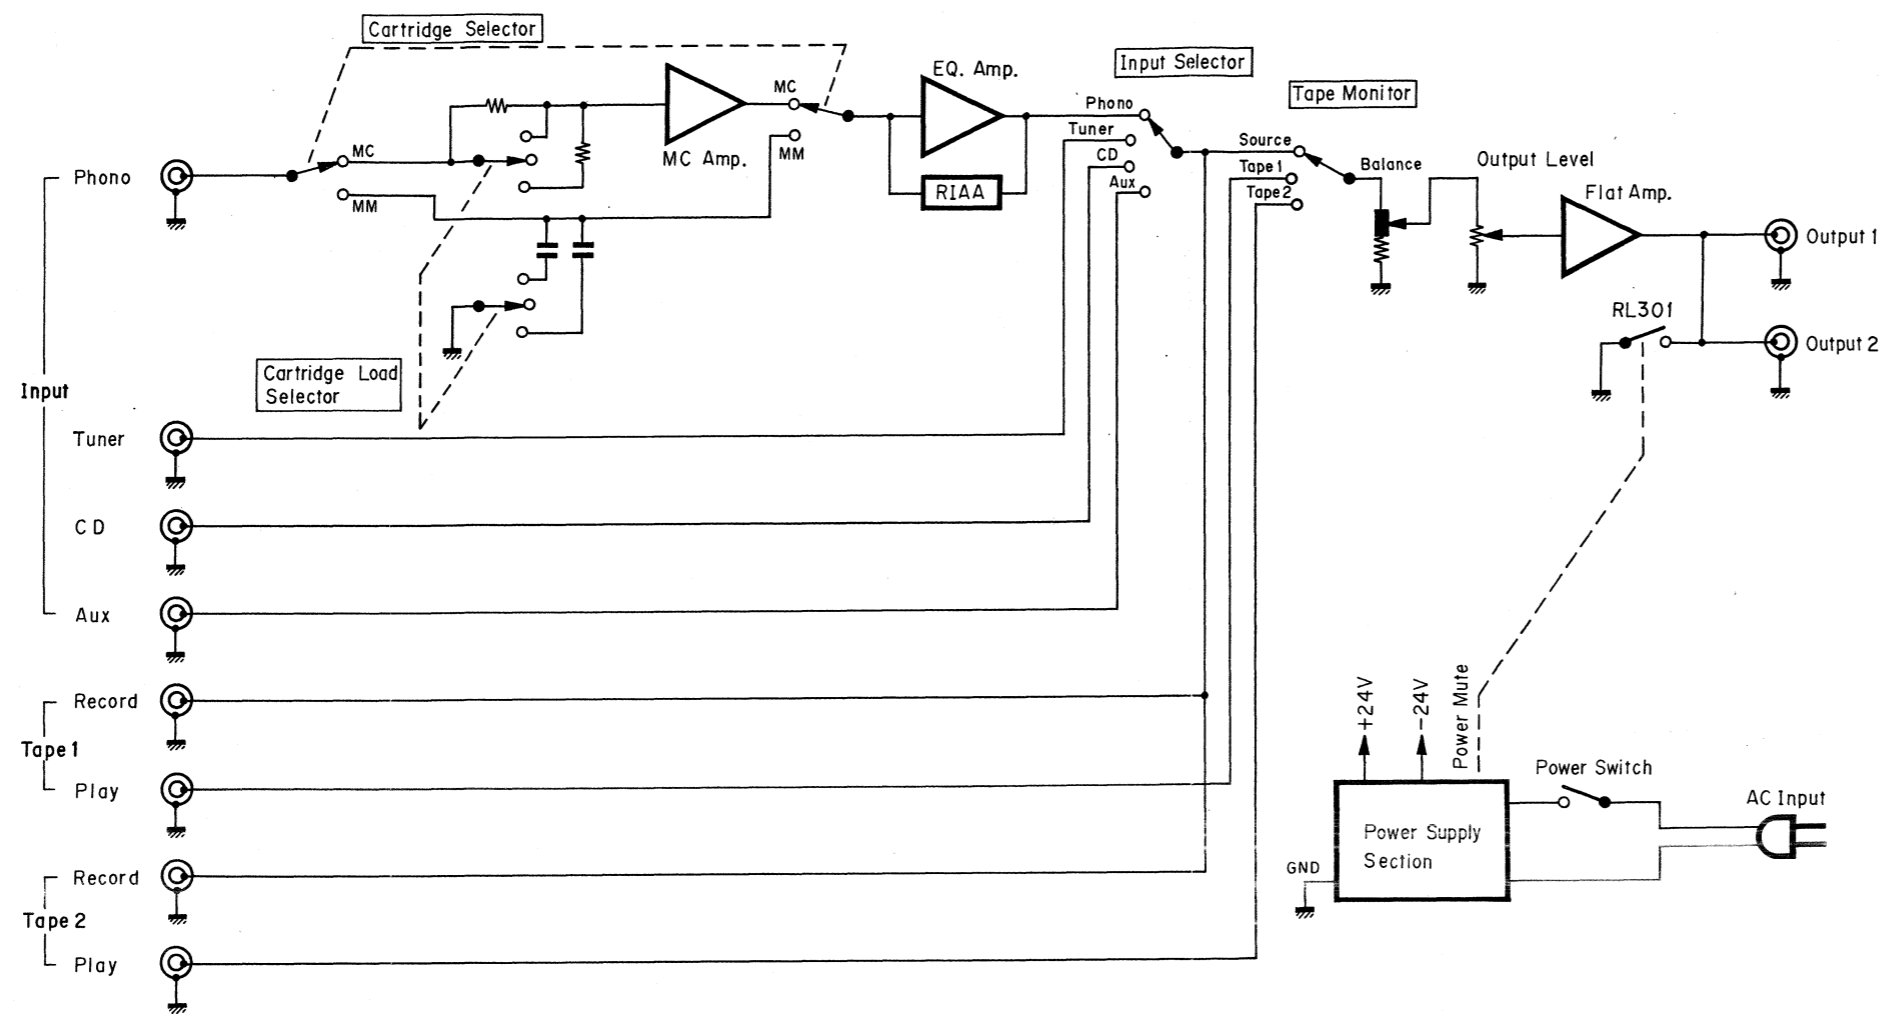 Cartridge Selector
EQ. Amp.
Input Selector
Tape Monitor
MC
Phono
Tuner
CD
Aux
MC Amp.
MM
RIAA
Source
Tape 1
Tape 2
Balance
Output Level
Flat Amp.
MC
MM
Phono
Output 1
RL301
Output 2
Cartridge Load
Selector
Input
Tuner
CD
Aux
Record
Tape 1
Play
Record
Tape 2
Play
+24V
-24V
Power Mute
Power Switch
AC Input
Power Supply
Section
GND